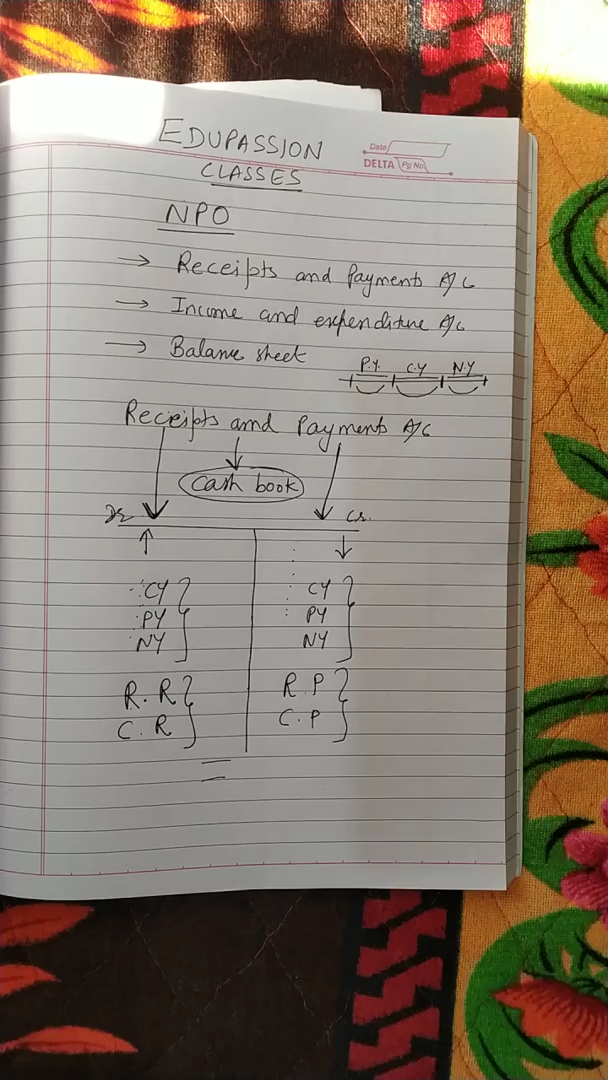 EDUPASSION
CLASSES
Date
DELTA Pg No.
NPO
→ Receipts and Payments A/C
→ Income and expenditure A/C
→ Balance sheet
P.Y. C.Y N.Y
Receipts and Payments A/C
Cash book
Dr Cr.
CY CY
PY PY
NY NY
R. R R. P
C. R C. P